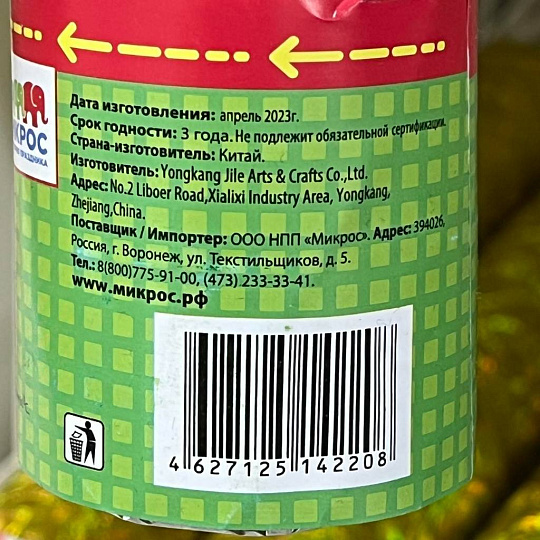 КРОС
ПРАЗДНИКА
Дата изготовления: апрель 2023г.
Срок годности: 3 года. Не подлежит обязательной сертификации.
Страна-изготовитель: Китай.
Изготовитель: Yongkang Jile Arts & Crafts Co.,Ltd.
Адрес: No.2 Liboer Road,Xialixi Industry Area, Yongkang,
Zhejiang,China.
Поставщик / Импортер: ООО НПП «Микрос». Адрес: 394026,
Россия, г. Воронеж, ул. Текстильщиков, д. 5.
Тел.: 8(800)775-91-00, (473) 233-33-41.
www.микрос.рф
4 627125 142208